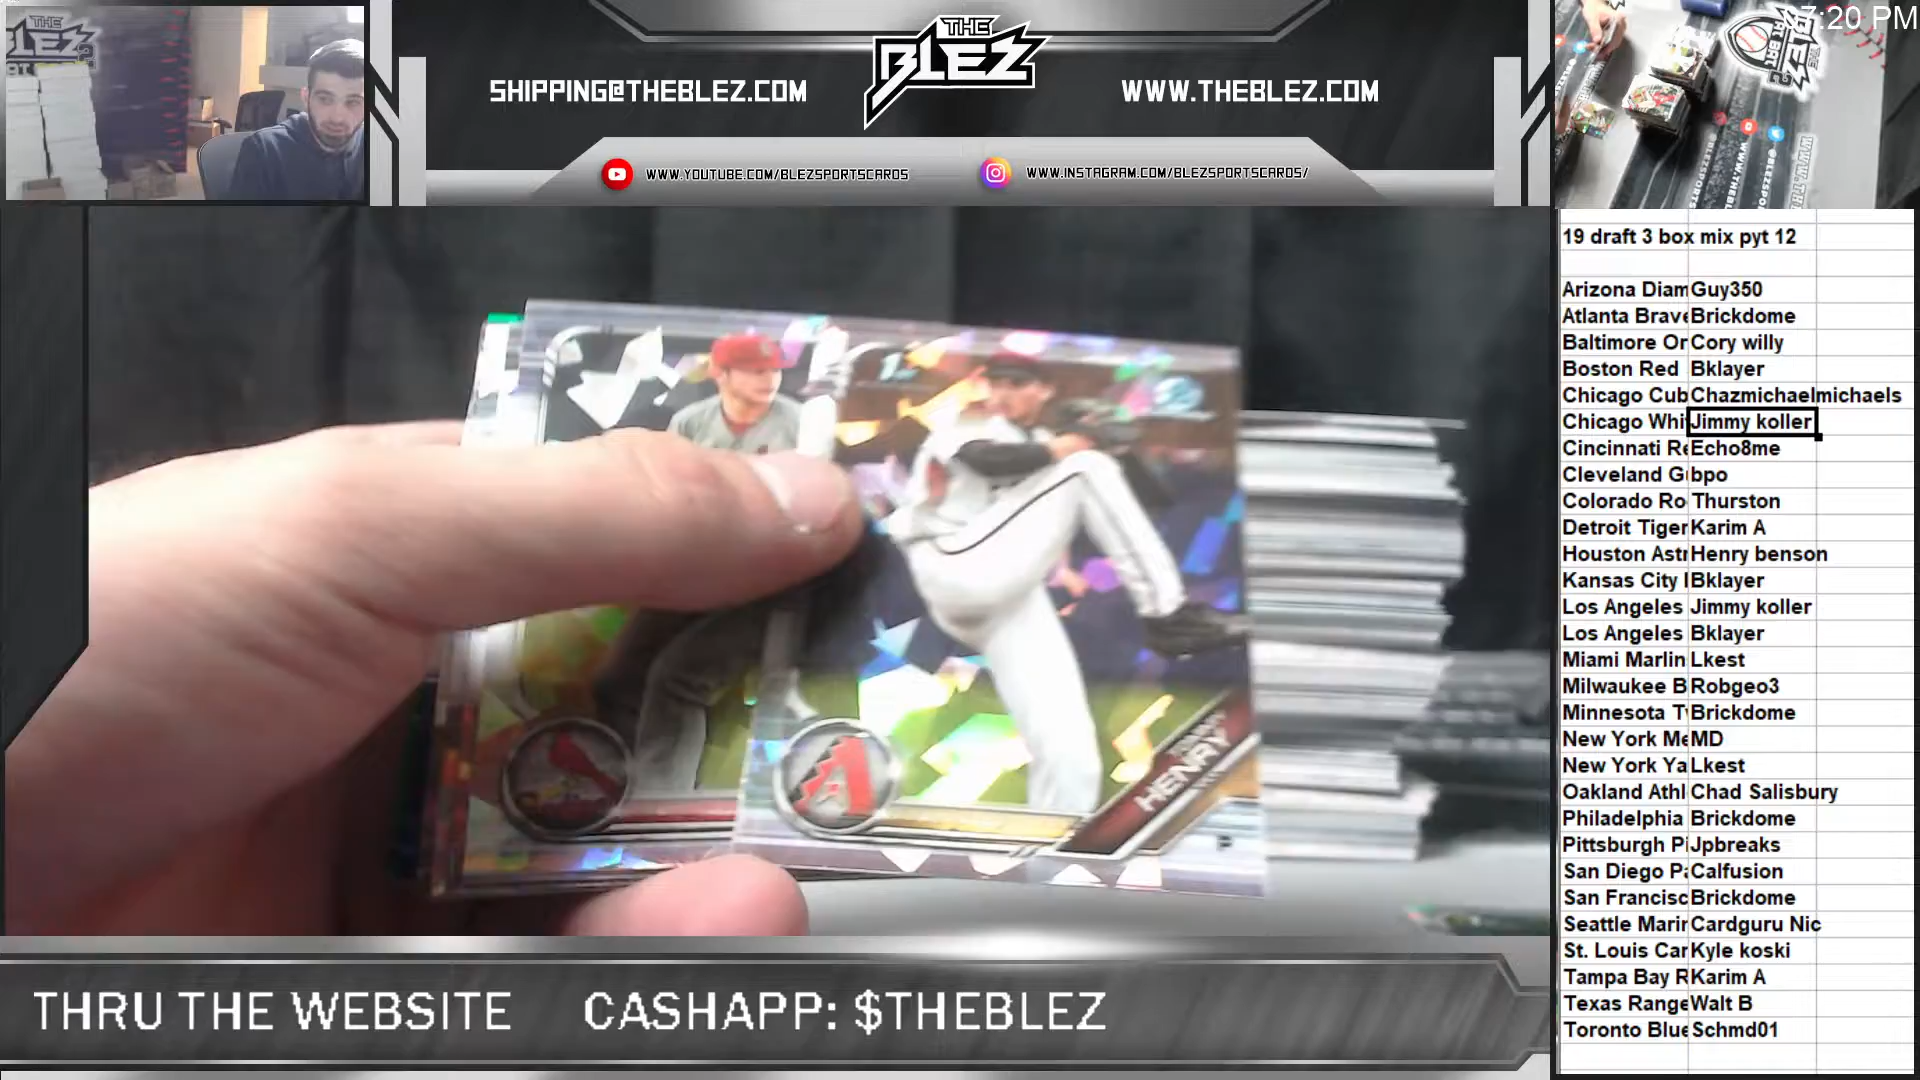 THE
BLEZ
SHIPPING@THEBLEZ.COM
WWW.THEBLEZ.COM
WWW.YOUTUBE.COM/BLEZSPORTSCARDS
WWW.INSTAGRAM.COM/BLEZSPORTSCARDS/
7:20 PM
19 draft 3 box mix pyt 12
Arizona Diam Guy350
Atlanta Brave Brickdome
Baltimore Or Cory willy
Boston Red Bklayer
Chicago Cub Chazmichaelmichaels
Chicago Whi Jimmy koller
Cincinnati Re Echo8me
Cleveland Gu bpo
Colorado Ro Thurston
Detroit Tiger Karim A
Houston Astr Henry benson
Kansas City Bklayer
Los Angeles Jimmy koller
Los Angeles Bklayer
Miami Marlin Lkest
Milwaukee B Robgeo3
Minnesota Tw Brickdome
New York Me MD
New York Ya Lkest
Oakland Athl Chad Salisbury
Philadelphia Brickdome
Pittsburgh Pi Jpbreaks
San Diego Pa Calfusion
San Francisc Brickdome
Seattle Marin Cardguru Nic
St. Louis Car Kyle koski
Tampa Bay R Karim A
Texas Range Walt B
Toronto Blue Schmd01
HENRY
P
THRU THE WEBSITE CASHAPP: $THEBLEZ